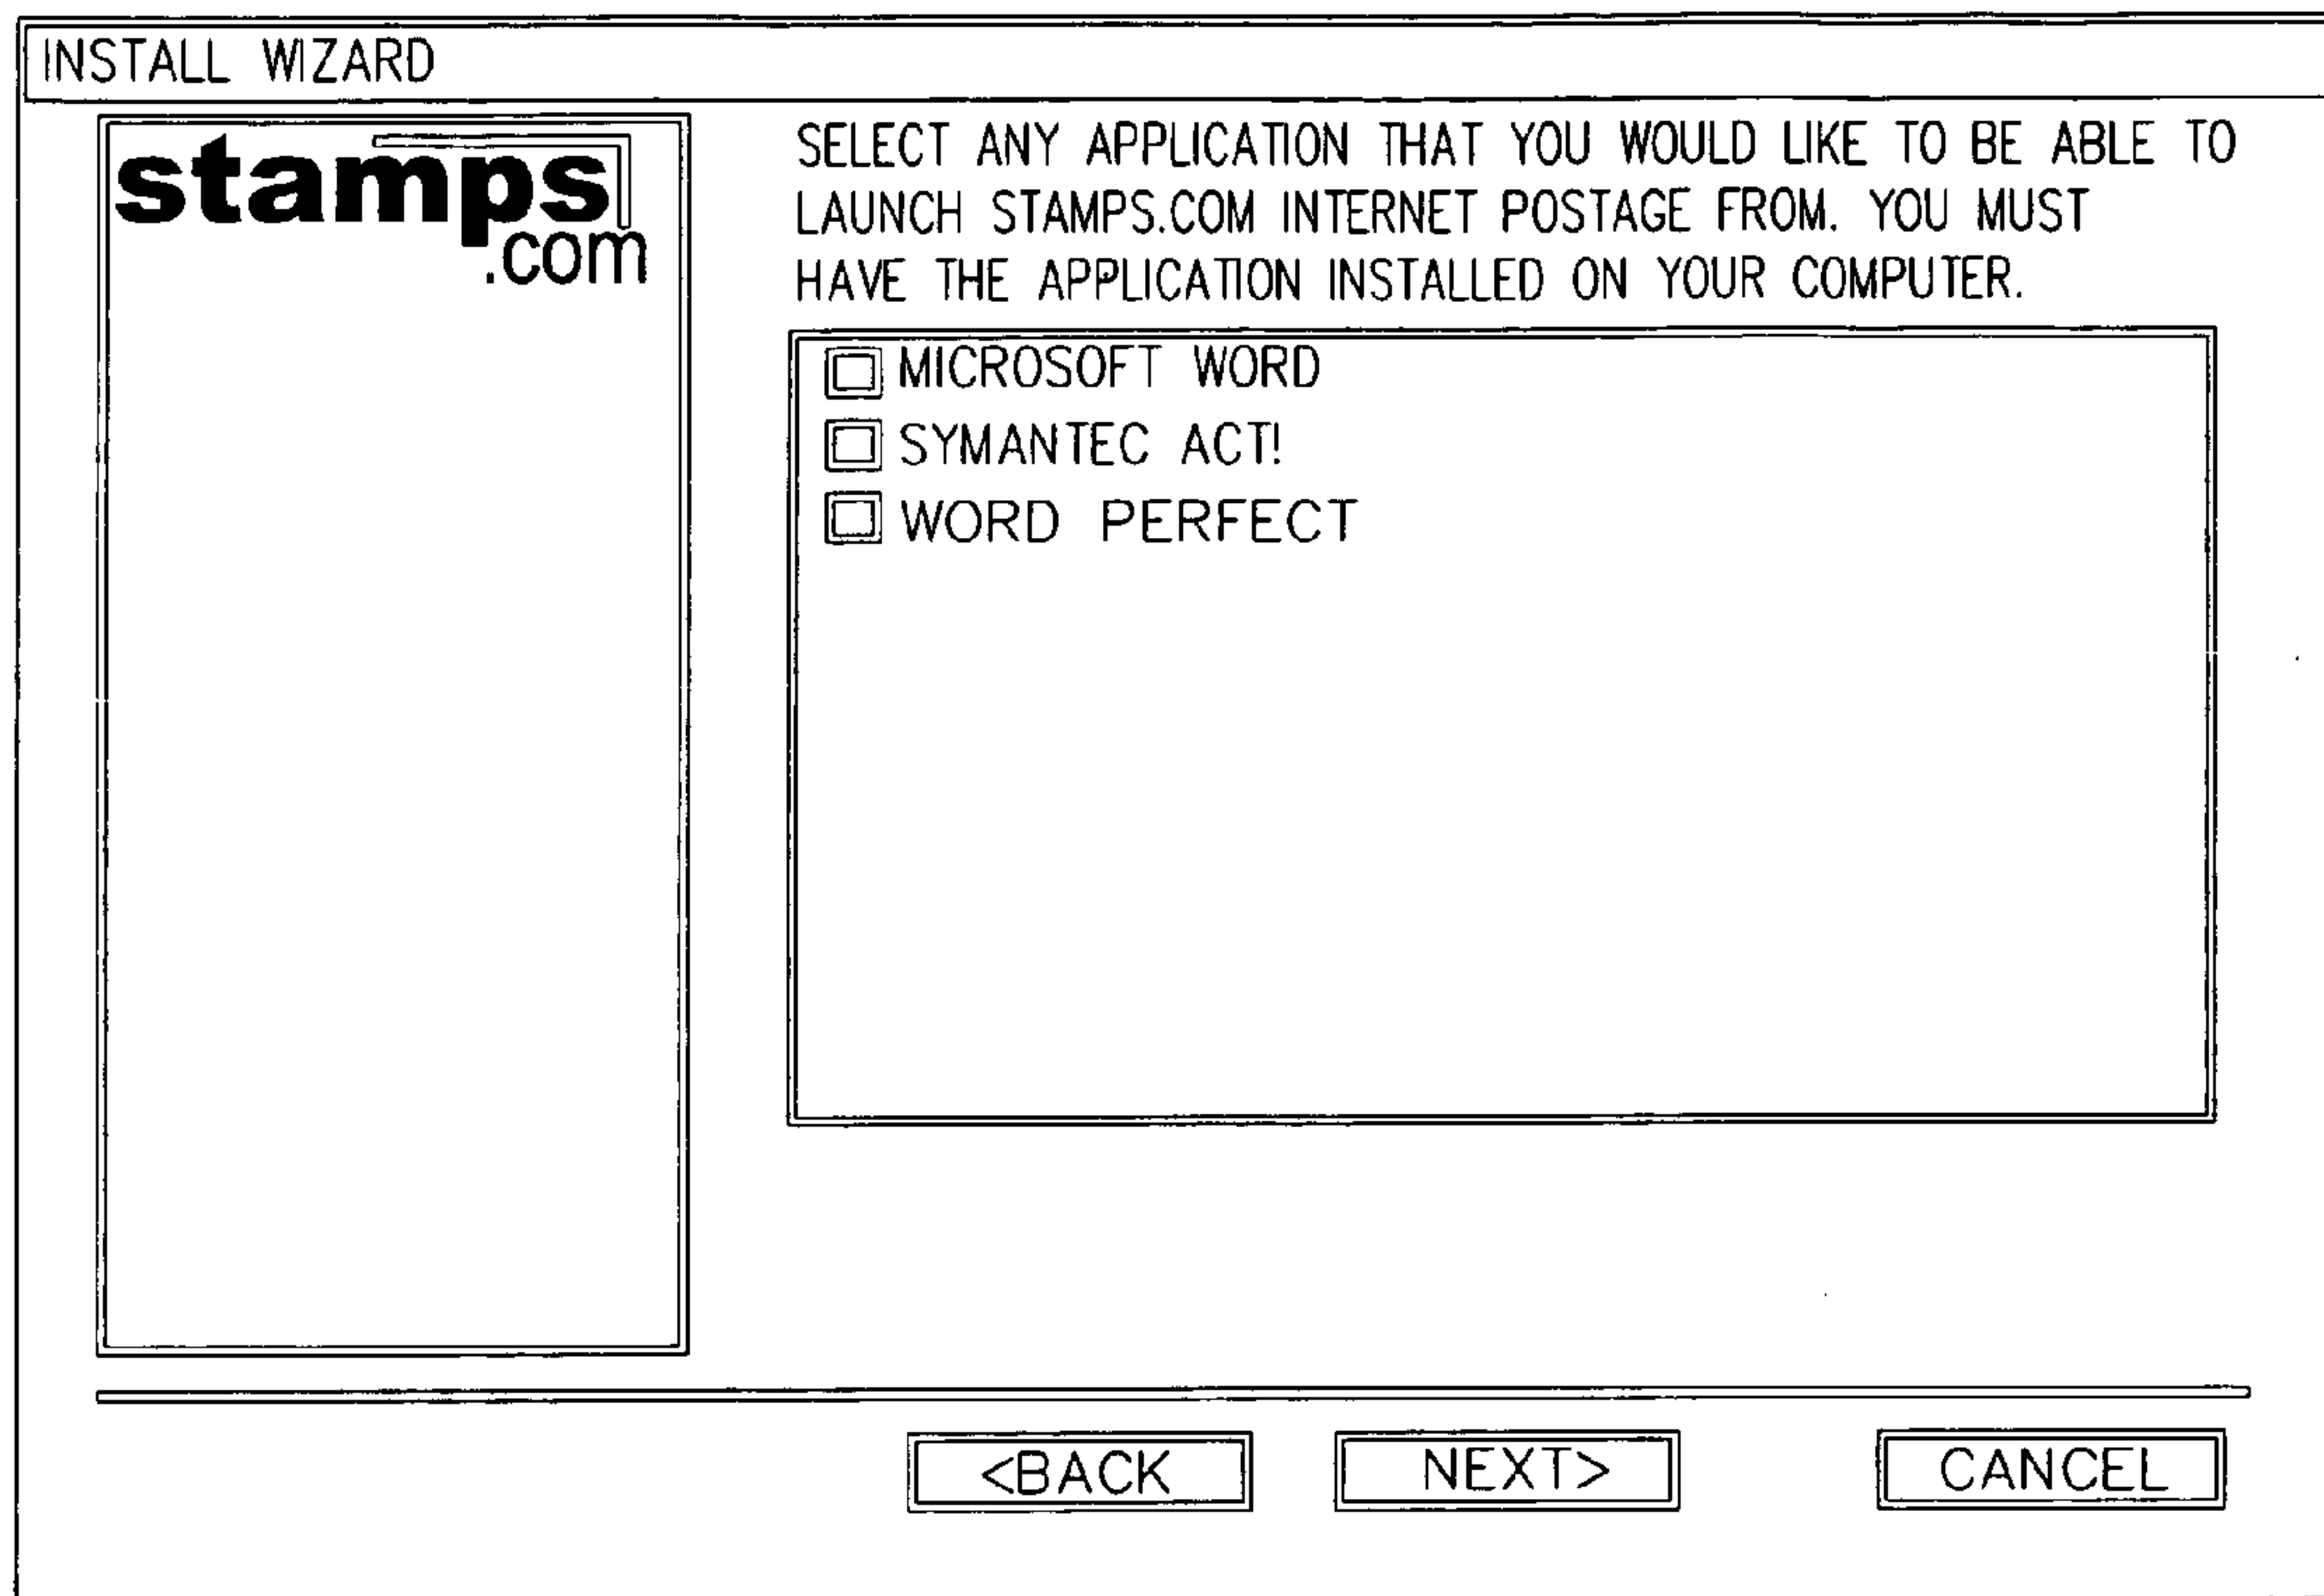 INSTALL WIZARD
stamps
.com
SELECT ANY APPLICATION THAT YOU WOULD LIKE TO BE ABLE TO
LAUNCH STAMPS.COM INTERNET POSTAGE FROM. YOU MUST
HAVE THE APPLICATION INSTALLED ON YOUR COMPUTER.
MICROSOFT WORD
SYMANTEC ACT!
WORD PERFECT
<BACK NEXT> CANCEL